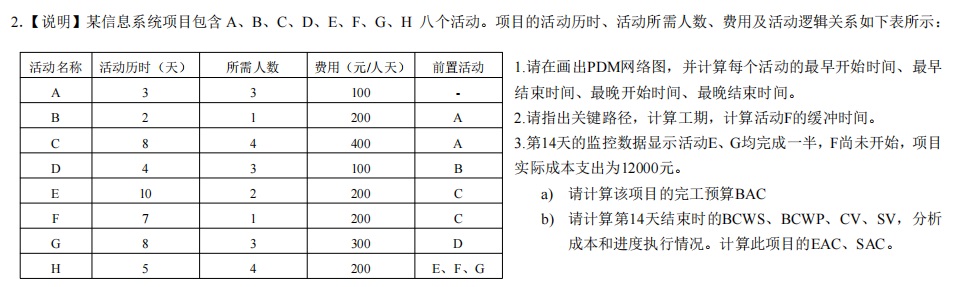 2.【说明】某信息系统项目包含 A、B、C、D、E、F、G、H 八个活动。项目的活动历时、活动所需人数、费用及活动逻辑关系如下表所示：
活动名称 活动历时（天） 所需人数 费用（元/人天） 前置活动
A 3 3 100 -
B 2 1 200 A
C 8 4 400 A
D 4 3 100 B
E 10 2 200 C
F 7 1 200 C
G 8 3 300 D
H 5 4 200 E、F、G
1.请在画出PDM网络图，并计算每个活动的最早开始时间、最早
结束时间、最晚开始时间、最晚结束时间。
2.请指出关键路径，计算工期，计算活动F的缓冲时间。
3.第14天的监控数据显示活动E、G均完成一半，F尚未开始，项目
实际成本支出为12000元。
a) 请计算该项目的完工预算BAC
b) 请计算第14天结束时的BCWS、BCWP、CV、SV，分析
成本和进度执行情况。计算此项目的EAC、SAC。